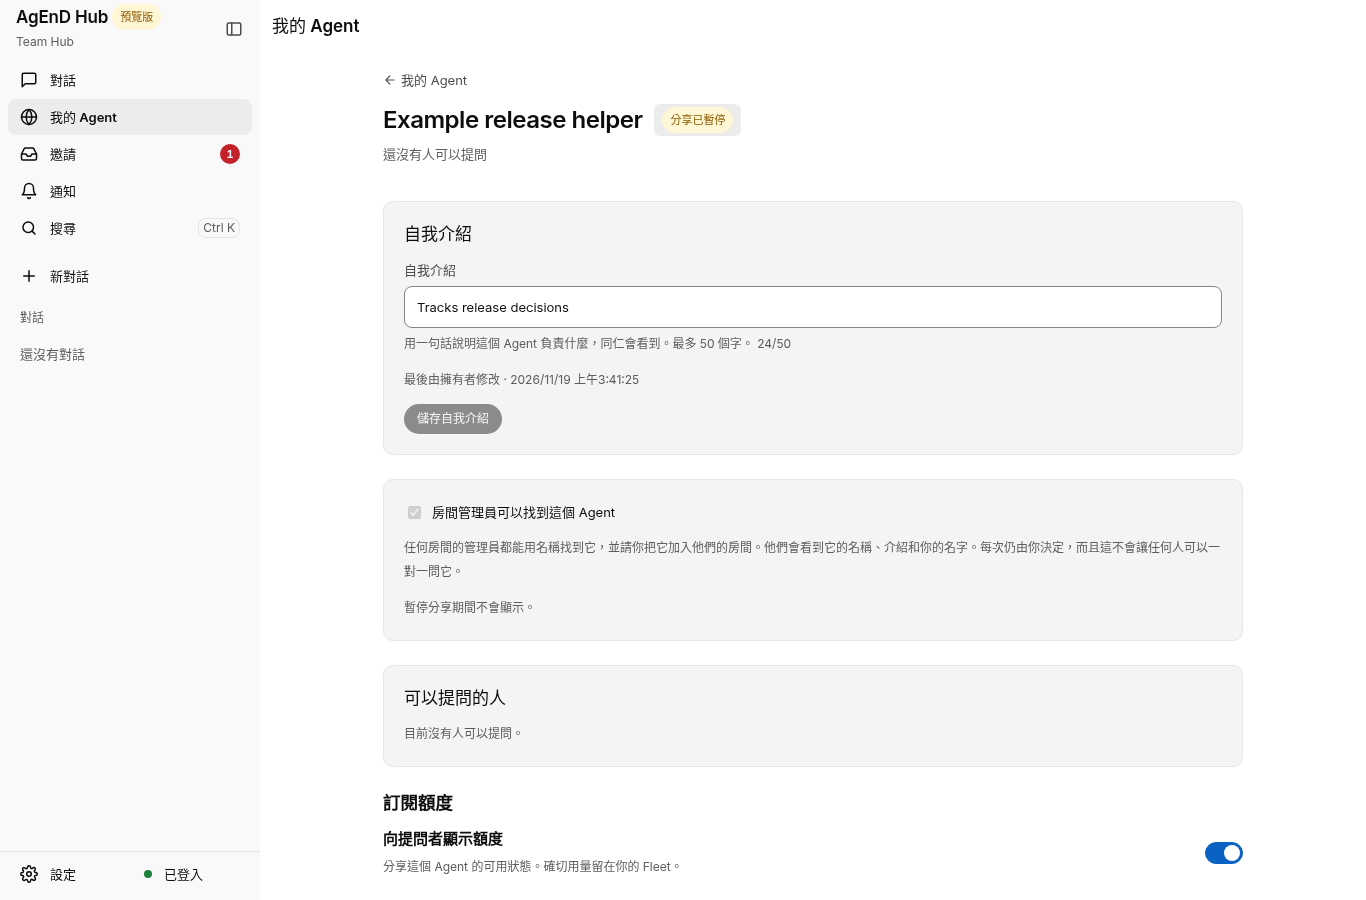 AgEnD Hub 預覽版
Team Hub
對話
我的 Agent
邀請 1
通知
搜尋 Ctrl K
新對話
對話
還沒有對話
設定
已登入
我的 Agent
我的 Agent
Example release helper 分享已暫停
還沒有人可以提問
自我介紹
自我介紹
Tracks release decisions
用一句話說明這個 Agent 負責什麼，同仁會看到。最多 50 個字。 24/50
最後由擁有者修改 · 2026/11/19 上午3:41:25
儲存自我介紹
房間管理員可以找到這個 Agent
任何房間的管理員都能用名稱找到它，並請你把它加入他們的房間。他們會看到它的名稱、介紹和你的名字。每次仍由你決定，而且這不會讓任何人可以一
對一問它。
暫停分享期間不會顯示。
可以提問的人
目前沒有人可以提問。
訂閱額度
向提問者顯示額度
分享這個 Agent 的可用狀態。確切用量留在你的 Fleet。